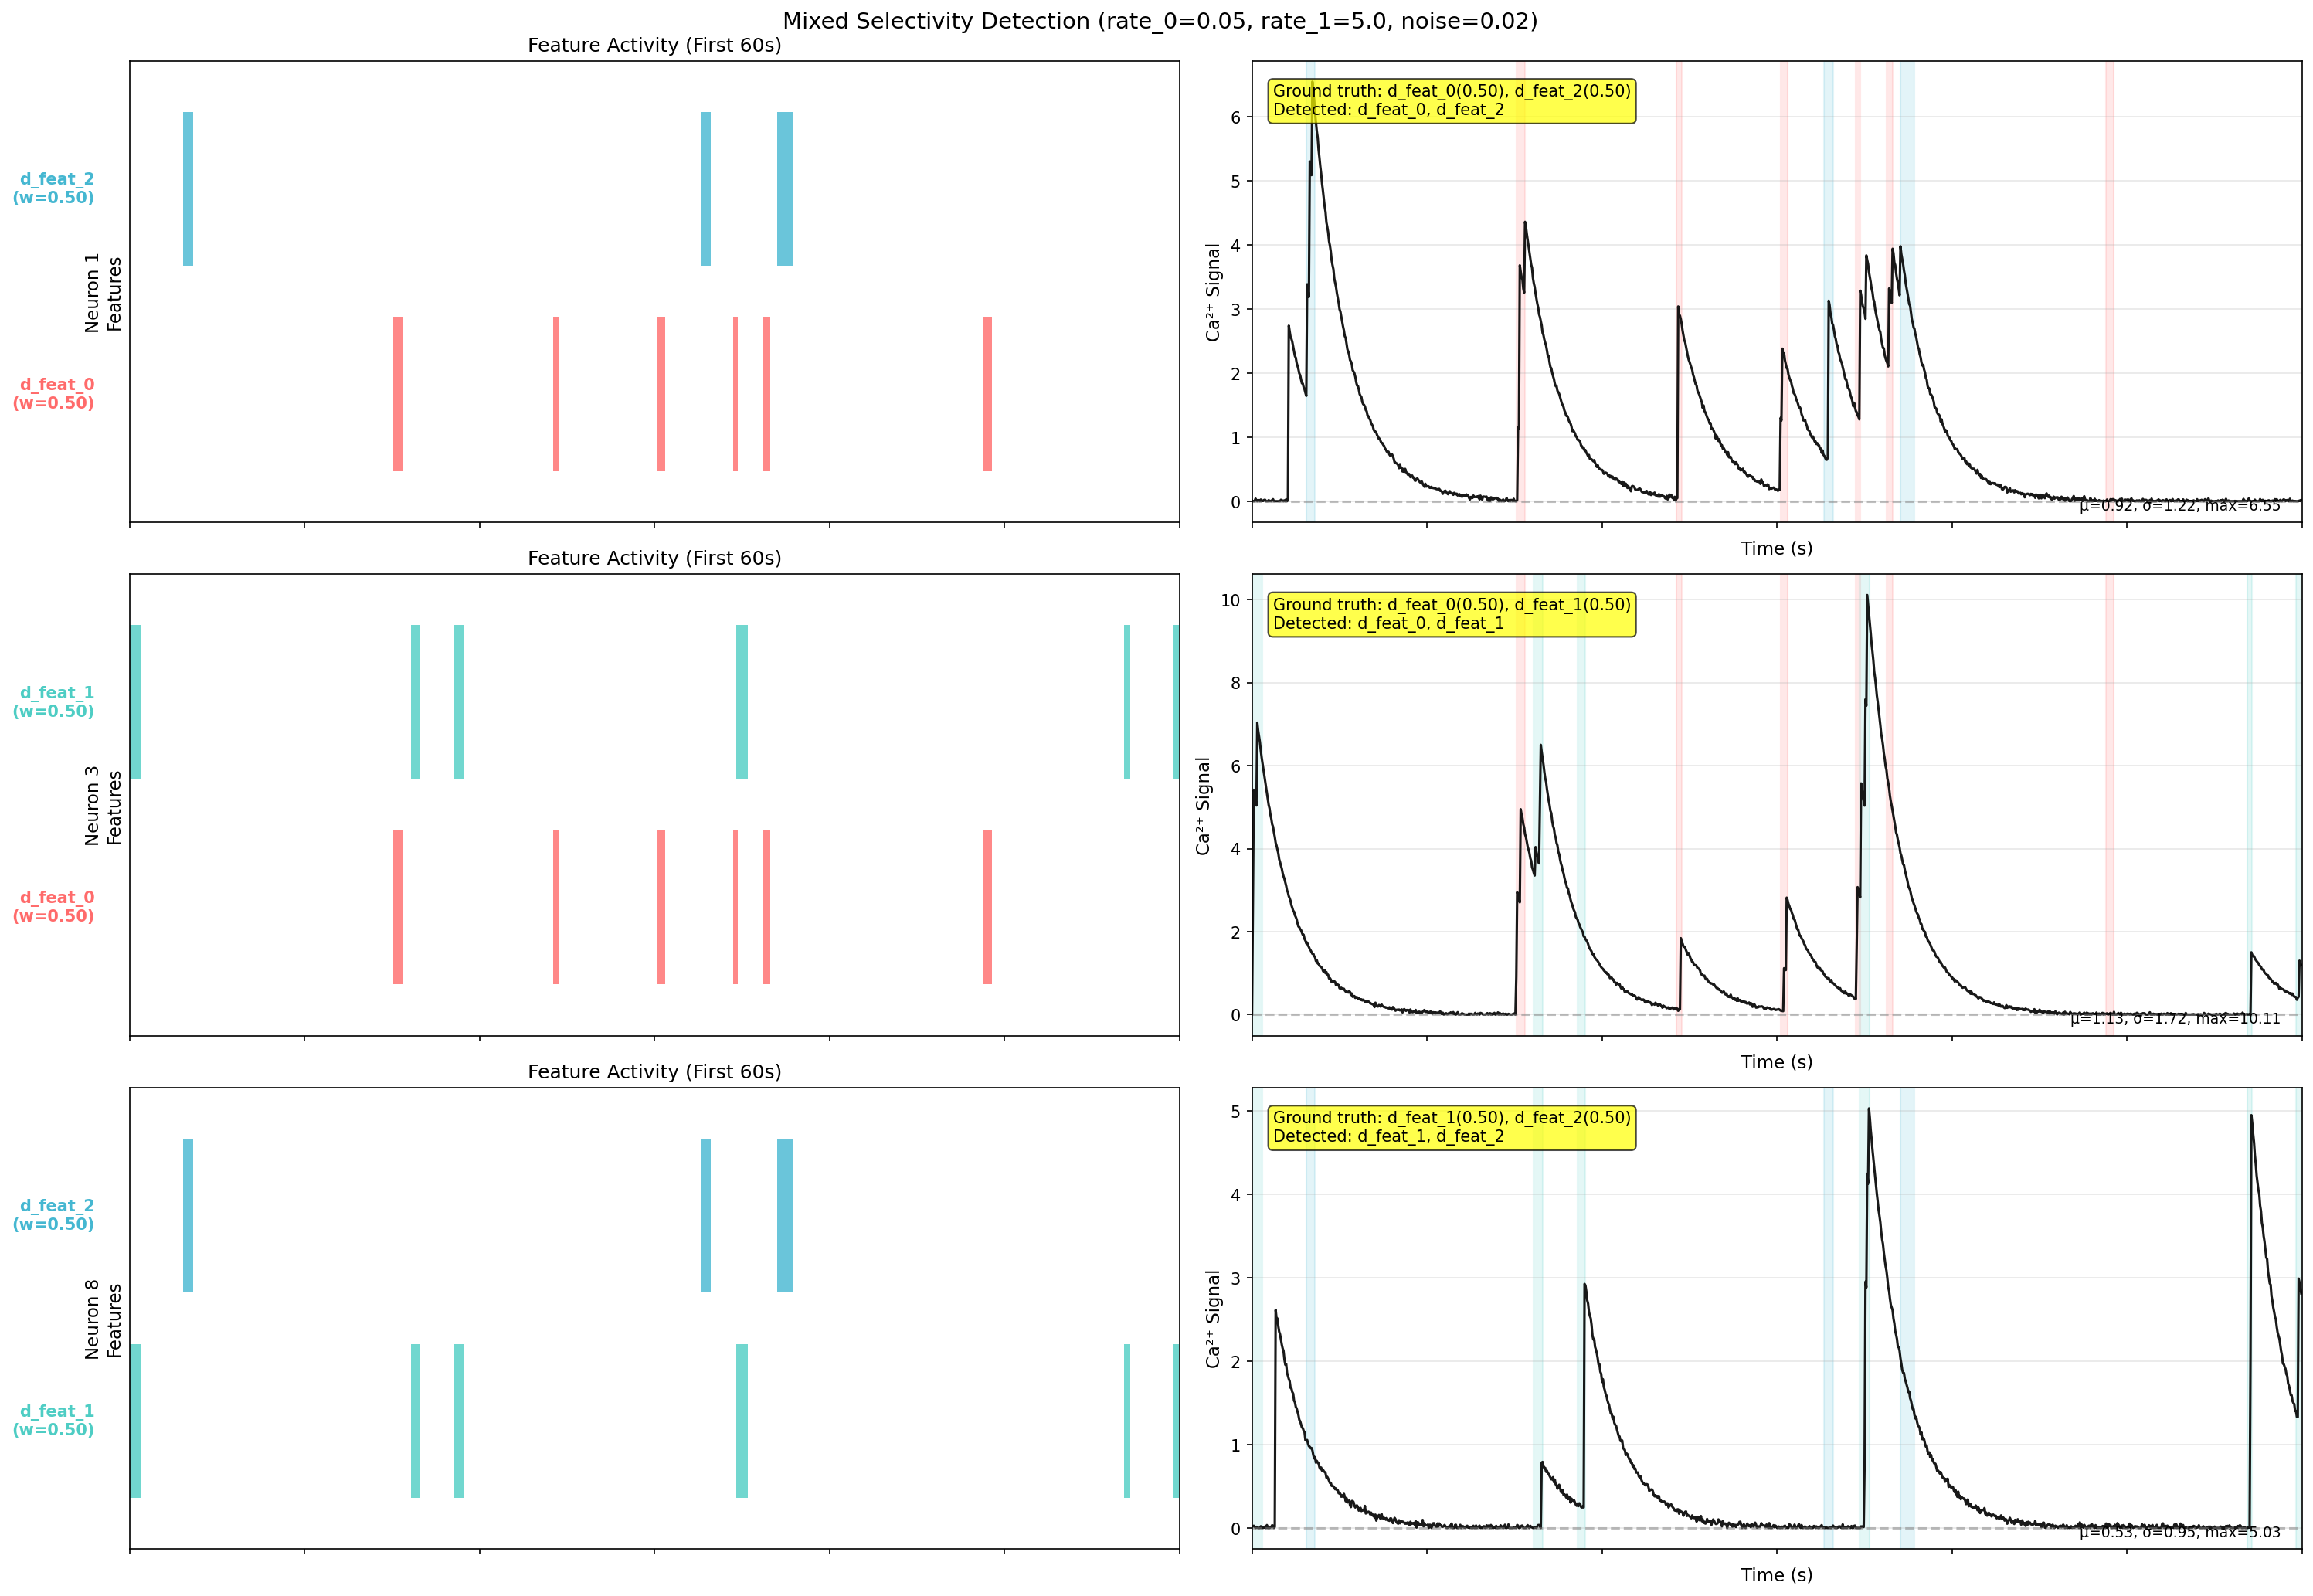 Mixed Selectivity Detection (rate_0=0.05, rate_1=5.0, noise=0.02)
Feature Activity (First 60s)
d_feat_2
(w=0.50)
d_feat_0
(w=0.50)
Neuron 1
Features
Ca²⁺ Signal
6
5
4
3
2
1
0
Ground truth: d_feat_0(0.50), d_feat_2(0.50)
Detected: d_feat_0, d_feat_2
μ=0.92, σ=1.22, max=6.55
Time (s)
Feature Activity (First 60s)
d_feat_1
(w=0.50)
d_feat_0
(w=0.50)
Neuron 3
Features
Ca²⁺ Signal
10
8
6
4
2
0
Ground truth: d_feat_0(0.50), d_feat_1(0.50)
Detected: d_feat_0, d_feat_1
μ=1.13, σ=1.72, max=10.11
Time (s)
Feature Activity (First 60s)
d_feat_2
(w=0.50)
d_feat_1
(w=0.50)
Neuron 8
Features
Ca²⁺ Signal
5
4
3
2
1
0
Ground truth: d_feat_1(0.50), d_feat_2(0.50)
Detected: d_feat_1, d_feat_2
μ=0.53, σ=0.95, max=5.03
Time (s)